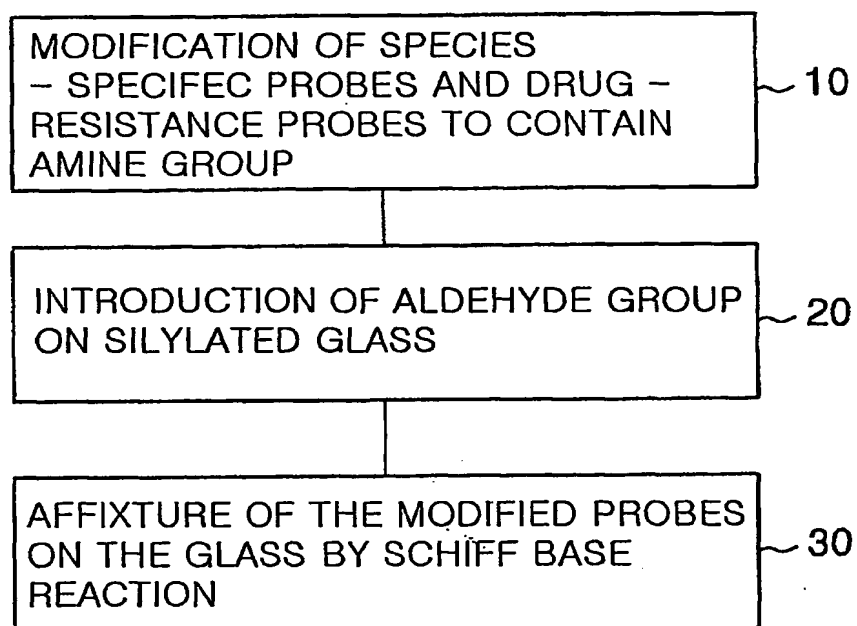 MODIFICATION OF SPECIES
– SPECIFEC PROBES AND DRUG –
RESISTANCE PROBES TO CONTAIN
AMINE GROUP
10
INTRODUCTION OF ALDEHYDE GROUP
ON SILYLATED GLASS
20
AFFIXTURE OF THE MODIFIED PROBES
ON THE GLASS BY SCHIFF BASE
REACTION
30